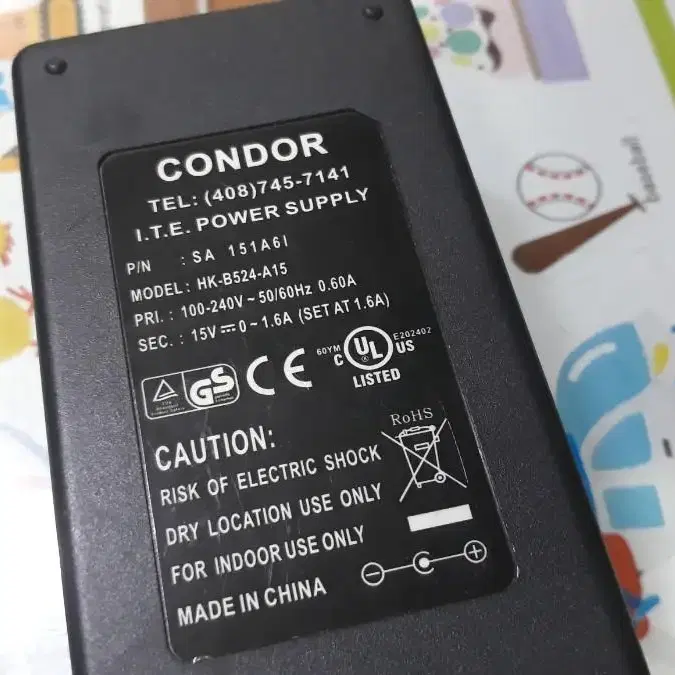 CONDOR
TEL: (408)745-7141
I.T.E. POWER SUPPLY
P/N : SA 151A6I
MODEL: HK-B524-A15
PRI. : 100-240V ~ 50/60Hz 0.60A
SEC. : 15V⎓0~1.6A (SET AT 1.6A)
GS
CE
60YM
C UL US
®
E202402
LISTED
CAUTION:
RoHS
RISK OF ELECTRIC SHOCK
DRY LOCATION USE ONLY
FOR INDOOR USE ONLY
MADE IN CHINA
Baseball